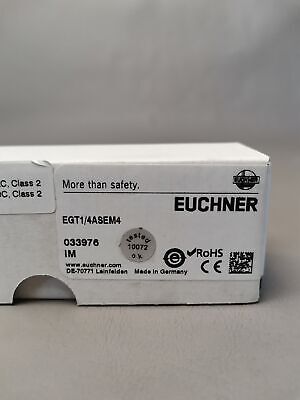 C, Class 2
C, Class 2
More than safety.
EUCHNER
EGT1/4ASEM4
033976
IM
tested
10072
o.k.
RoHS
CE
www.euchner.com
DE-70771 Leinfelden Made in Germany